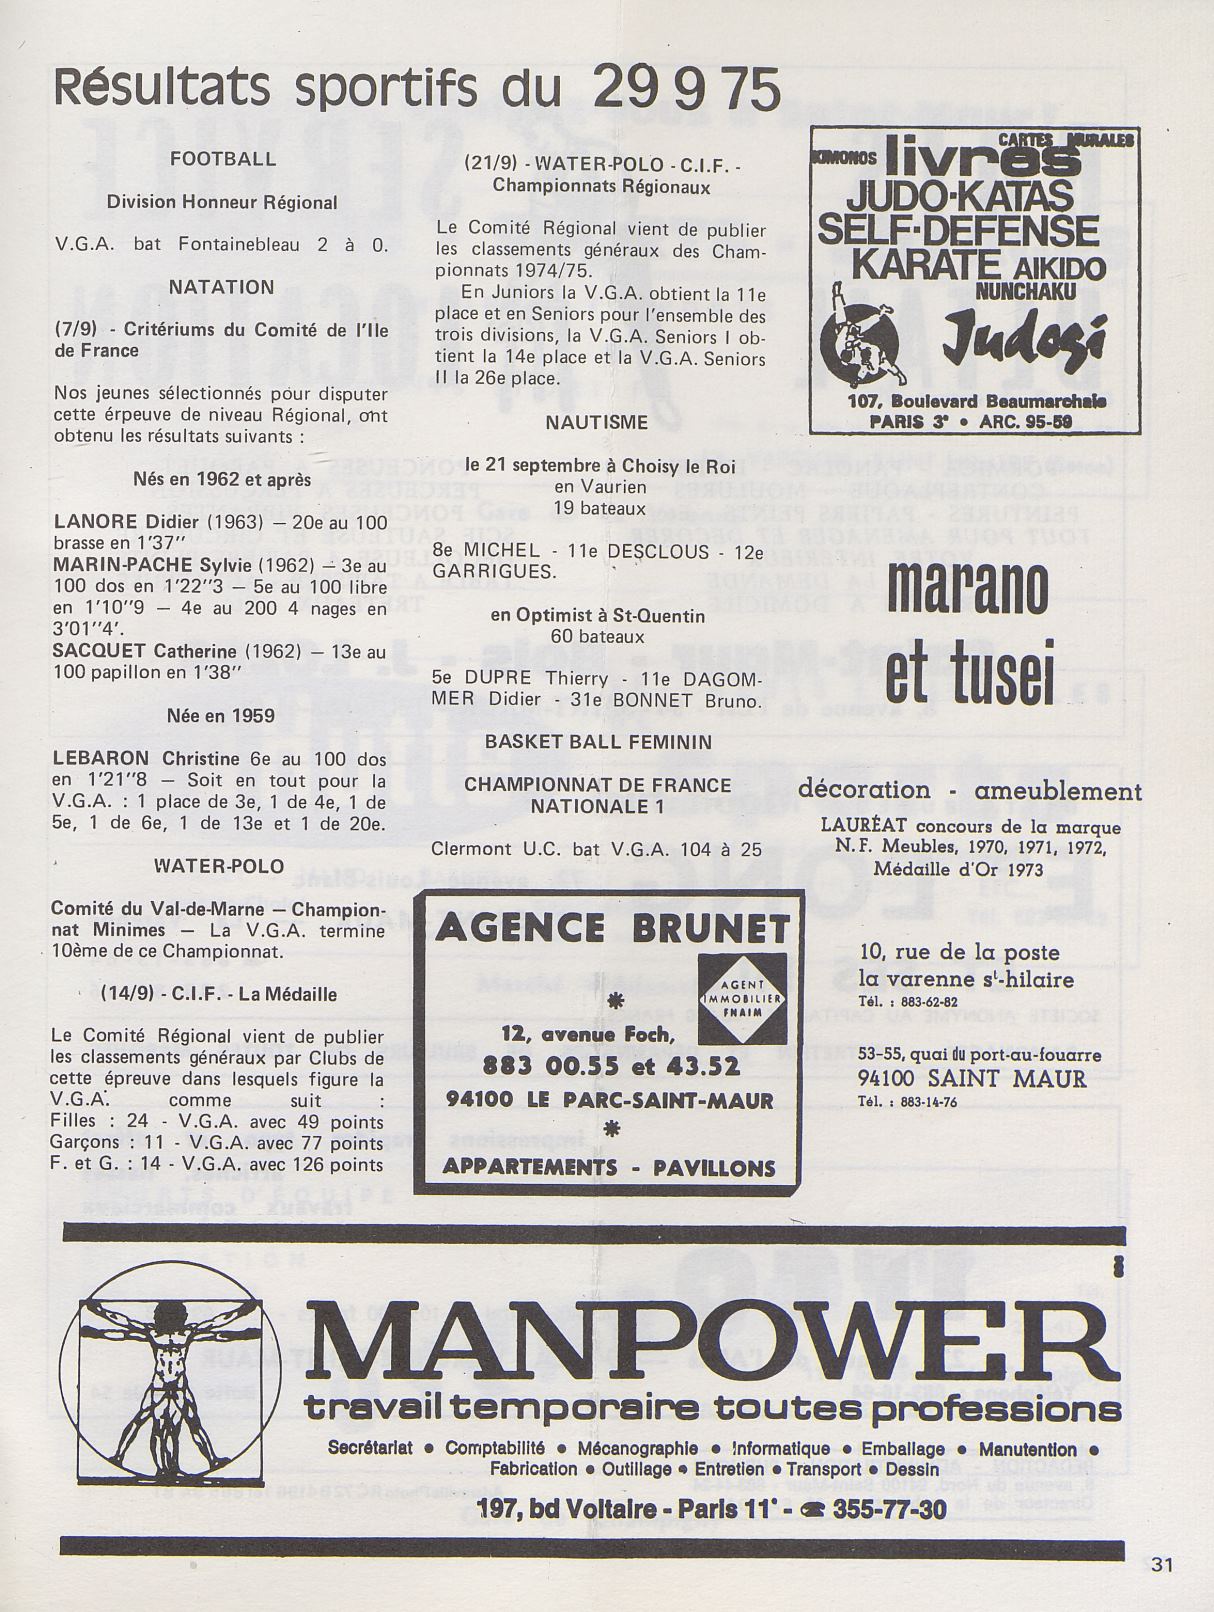 Résultats sportifs du 29 9 75
FOOTBALL
Division Honneur Régional
V.G.A. bat Fontainebleau 2 à 0.
NATATION
(7/9) - Critériums du Comité de l'Ile
de France
Nos jeunes sélectionnés pour disputer
cette érpeuve de niveau Régional, ont
obtenu les résultats suivants :
Nés en 1962 et après
LANORE Didier (1963) — 20e au 100
brasse en 1'37''
MARIN-PACHE Sylvie (1962) — 3e au
100 dos en 1'22''3 — 5e au 100 libre
en 1'10''9 — 4e au 200 4 nages en
3'01''4'.
SACQUET Catherine (1962) — 13e au
100 papillon en 1'38''
Née en 1959
LEBARON Christine 6e au 100 dos
en 1'21''8 — Soit en tout pour la
V.G.A. : 1 place de 3e, 1 de 4e, 1 de
5e, 1 de 6e, 1 de 13e et 1 de 20e.
WATER-POLO
Comité du Val-de-Marne — Champion-
nat Minimes — La V.G.A. termine
10ème de ce Championnat.
(14/9) - C.I.F. - La Médaille
Le Comité Régional vient de publier
les classements généraux par Clubs de
cette épreuve dans lesquels figure la
V.G.A. comme suit :
Filles : 24 - V.G.A. avec 49 points
Garçons : 11 - V.G.A. avec 77 points
F. et G. : 14 - V.G.A. avec 126 points
(21/9) - WATER-POLO - C.I.F. -
Championnats Régionaux
Le Comité Régional vient de publier
les classements généraux des Cham-
pionnats 1974/75.
En Juniors la V.G.A. obtient la 11e
place et en Seniors pour l'ensemble des
trois divisions, la V.G.A. Seniors I ob-
tient la 14e place et la V.G.A. Seniors
II la 26e place.
NAUTISME
le 21 septembre à Choisy le Roi
en Vaurien
19 bateaux
8e MICHEL - 11e DESCLOUS - 12e
GARRIGUES.
en Optimist à St-Quentin
60 bateaux
5e DUPRE Thierry - 11e DAGOM-
MER Didier - 31e BONNET Bruno.
BASKET BALL FEMININ
CHAMPIONNAT DE FRANCE
NATIONALE 1
Clermont U.C. bat V.G.A. 104 à 25
AGENCE BRUNET
AGENT
IMMOBILIER
FNAIM
*
12, avenue Foch,
883 00.55 et 43.52
94100 LE PARC-SAINT-MAUR
*
APPARTEMENTS - PAVILLONS
CARTES MURALES
KIMONOS livres
JUDO·KATAS
SELF·DEFENSE
KARATE AIKIDO
NUNCHAKU
Judogi
107, Boulevard Beaumarchais
PARIS 3e • ARC. 95-59
marano
et tusei
décoration - ameublement
LAURÉAT concours de la marque
N.F. Meubles, 1970, 1971, 1972,
Médaille d'Or 1973
10, rue de la poste
la varenne st-hilaire
Tél. : 883-62-82
53-55, quai du port-au-fouarre
94100 SAINT MAUR
Tél. : 883-14-76
MANPOWER
travail temporaire toutes professions
Secrétariat • Comptabilité • Mécanographie • Informatique • Emballage • Manutention •
Fabrication • Outillage • Entretien • Transport • Dessin
197, bd Voltaire - Paris 11e - ☎ 355-77-30
31